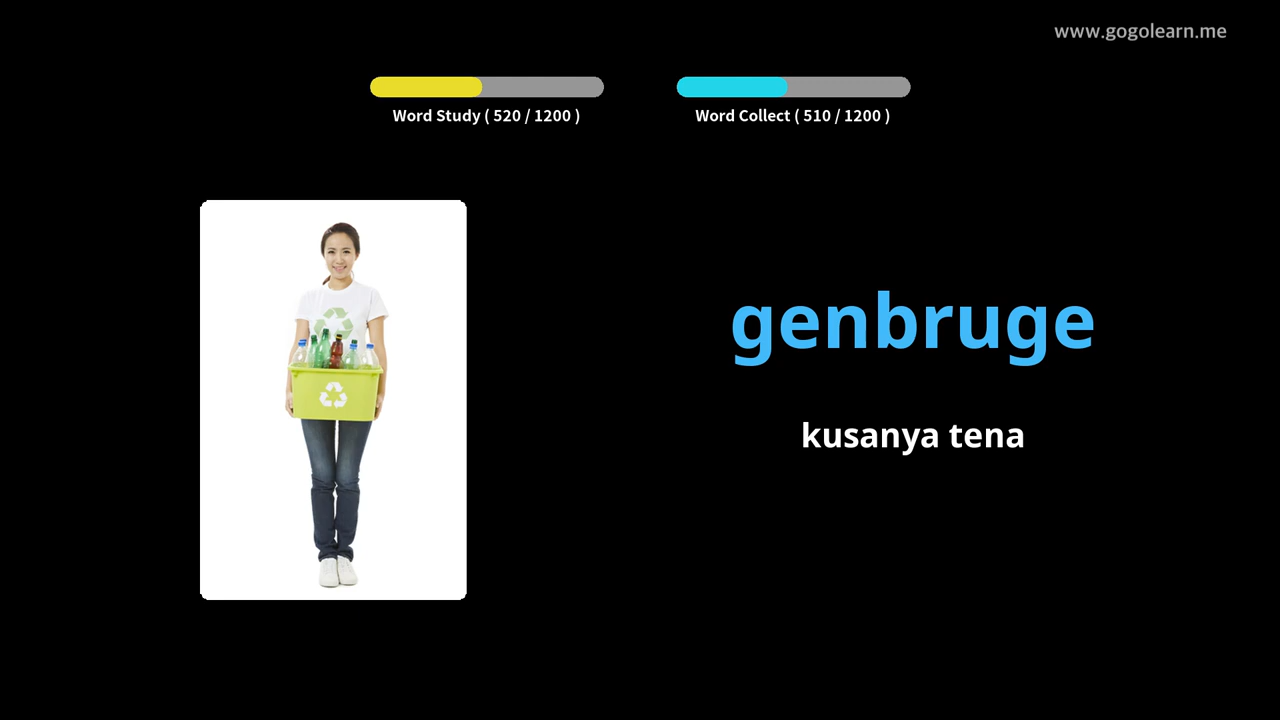 www.gogolearn.me
Word Study ( 520 / 1200 )
Word Collect ( 510 / 1200 )
genbruge
kusanya tena